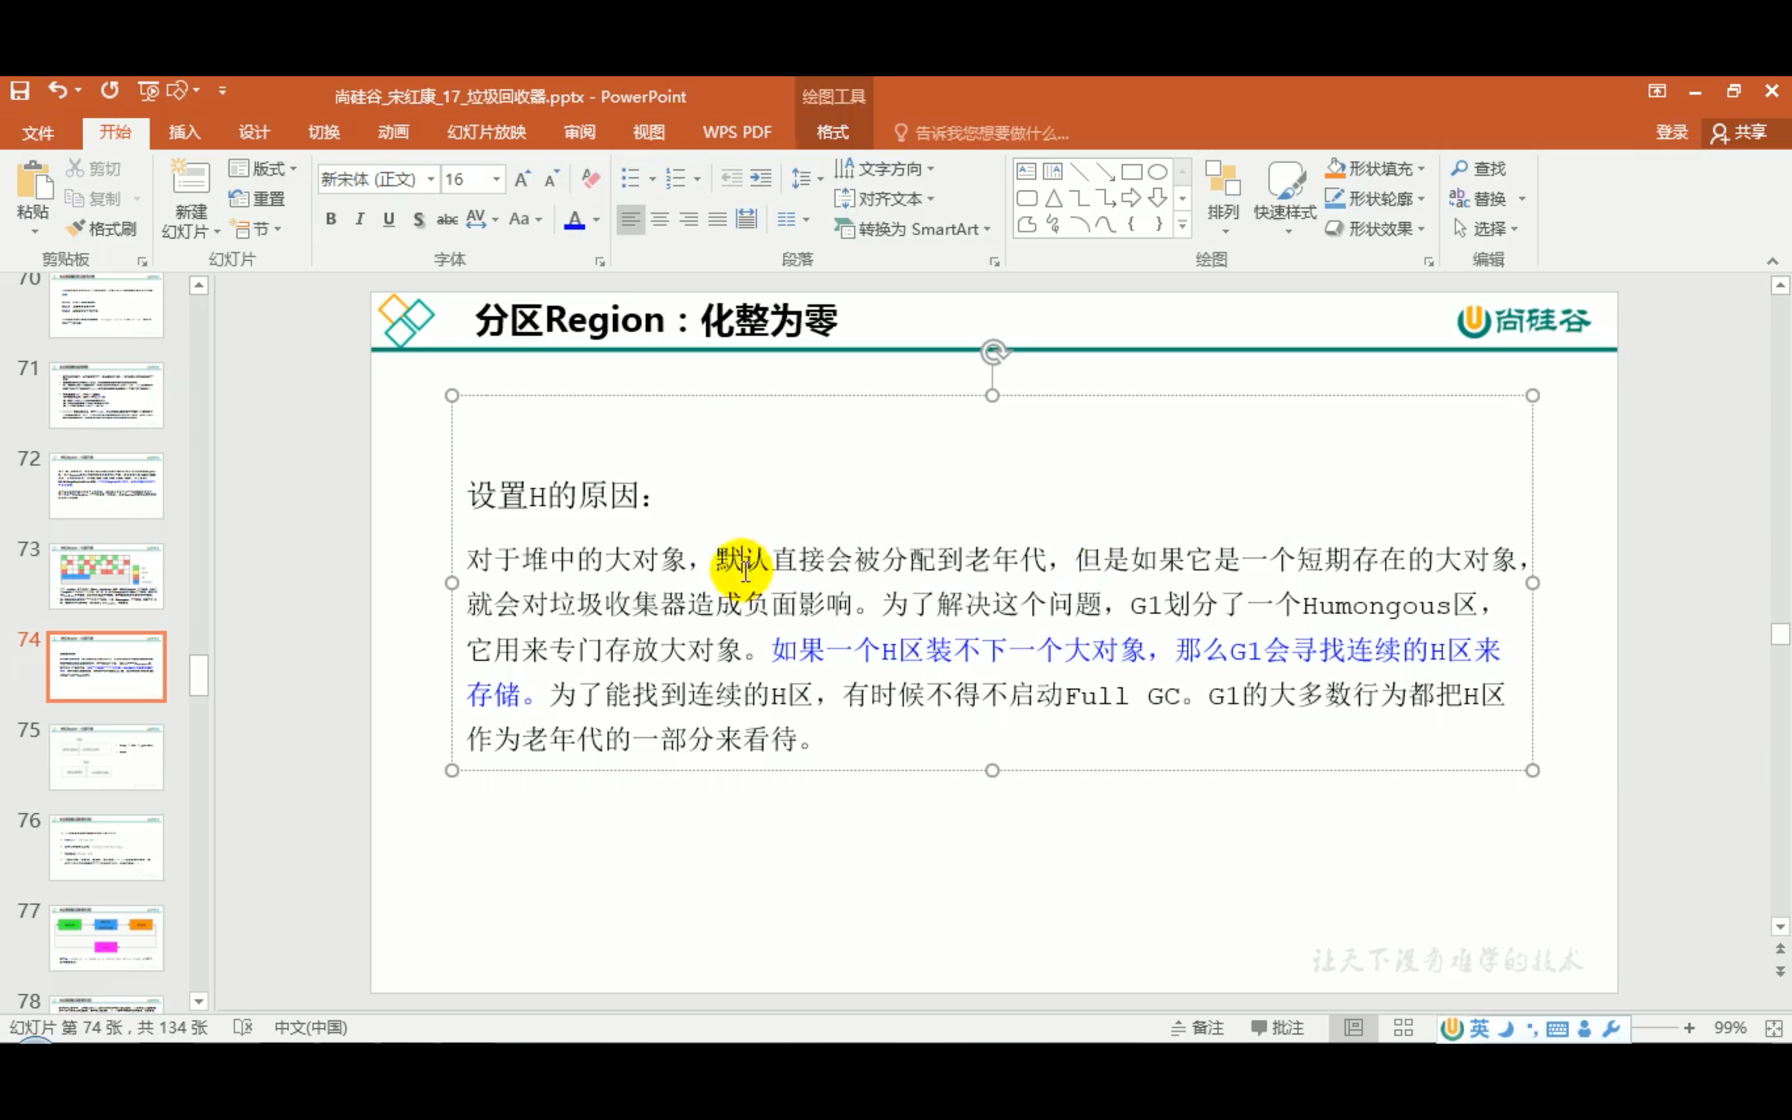 尚硅谷_宋红康_17_垃圾回收器.pptx - PowerPoint
绘图工具
文件 开始 插入 设计 切换 动画 幻灯片放映 审阅 视图 WPS PDF 格式 告诉我您想要做什么... 登录 共享
粘贴 剪切 复制 格式刷
新建幻灯片 版式 重置 节
新宋体 (正文) 16
B I U S abc AV Aa A
文字方向 对齐文本 转换为 SmartArt
排列 快速样式 形状填充 形状轮廓 形状效果
查找 替换 选择
剪贴板 幻灯片 字体 段落 绘图 编辑
70
71
72
73
74
75
76
77
78
分区Region：化整为零
尚硅谷
设置H的原因：
对于堆中的大对象，默认直接会被分配到老年代，但是如果它是一个短期存在的大对象，
就会对垃圾收集器造成负面影响。为了解决这个问题，G1划分了一个Humongous区，
它用来专门存放大对象。如果一个H区装不下一个大对象，那么G1会寻找连续的H区来
存储。为了能找到连续的H区，有时候不得不启动Full GC。G1的大多数行为都把H区
作为老年代的一部分来看待。
让天下没有难学的技术
幻灯片 第 74 张，共 134 张 中文(中国) 备注 批注 英 99%